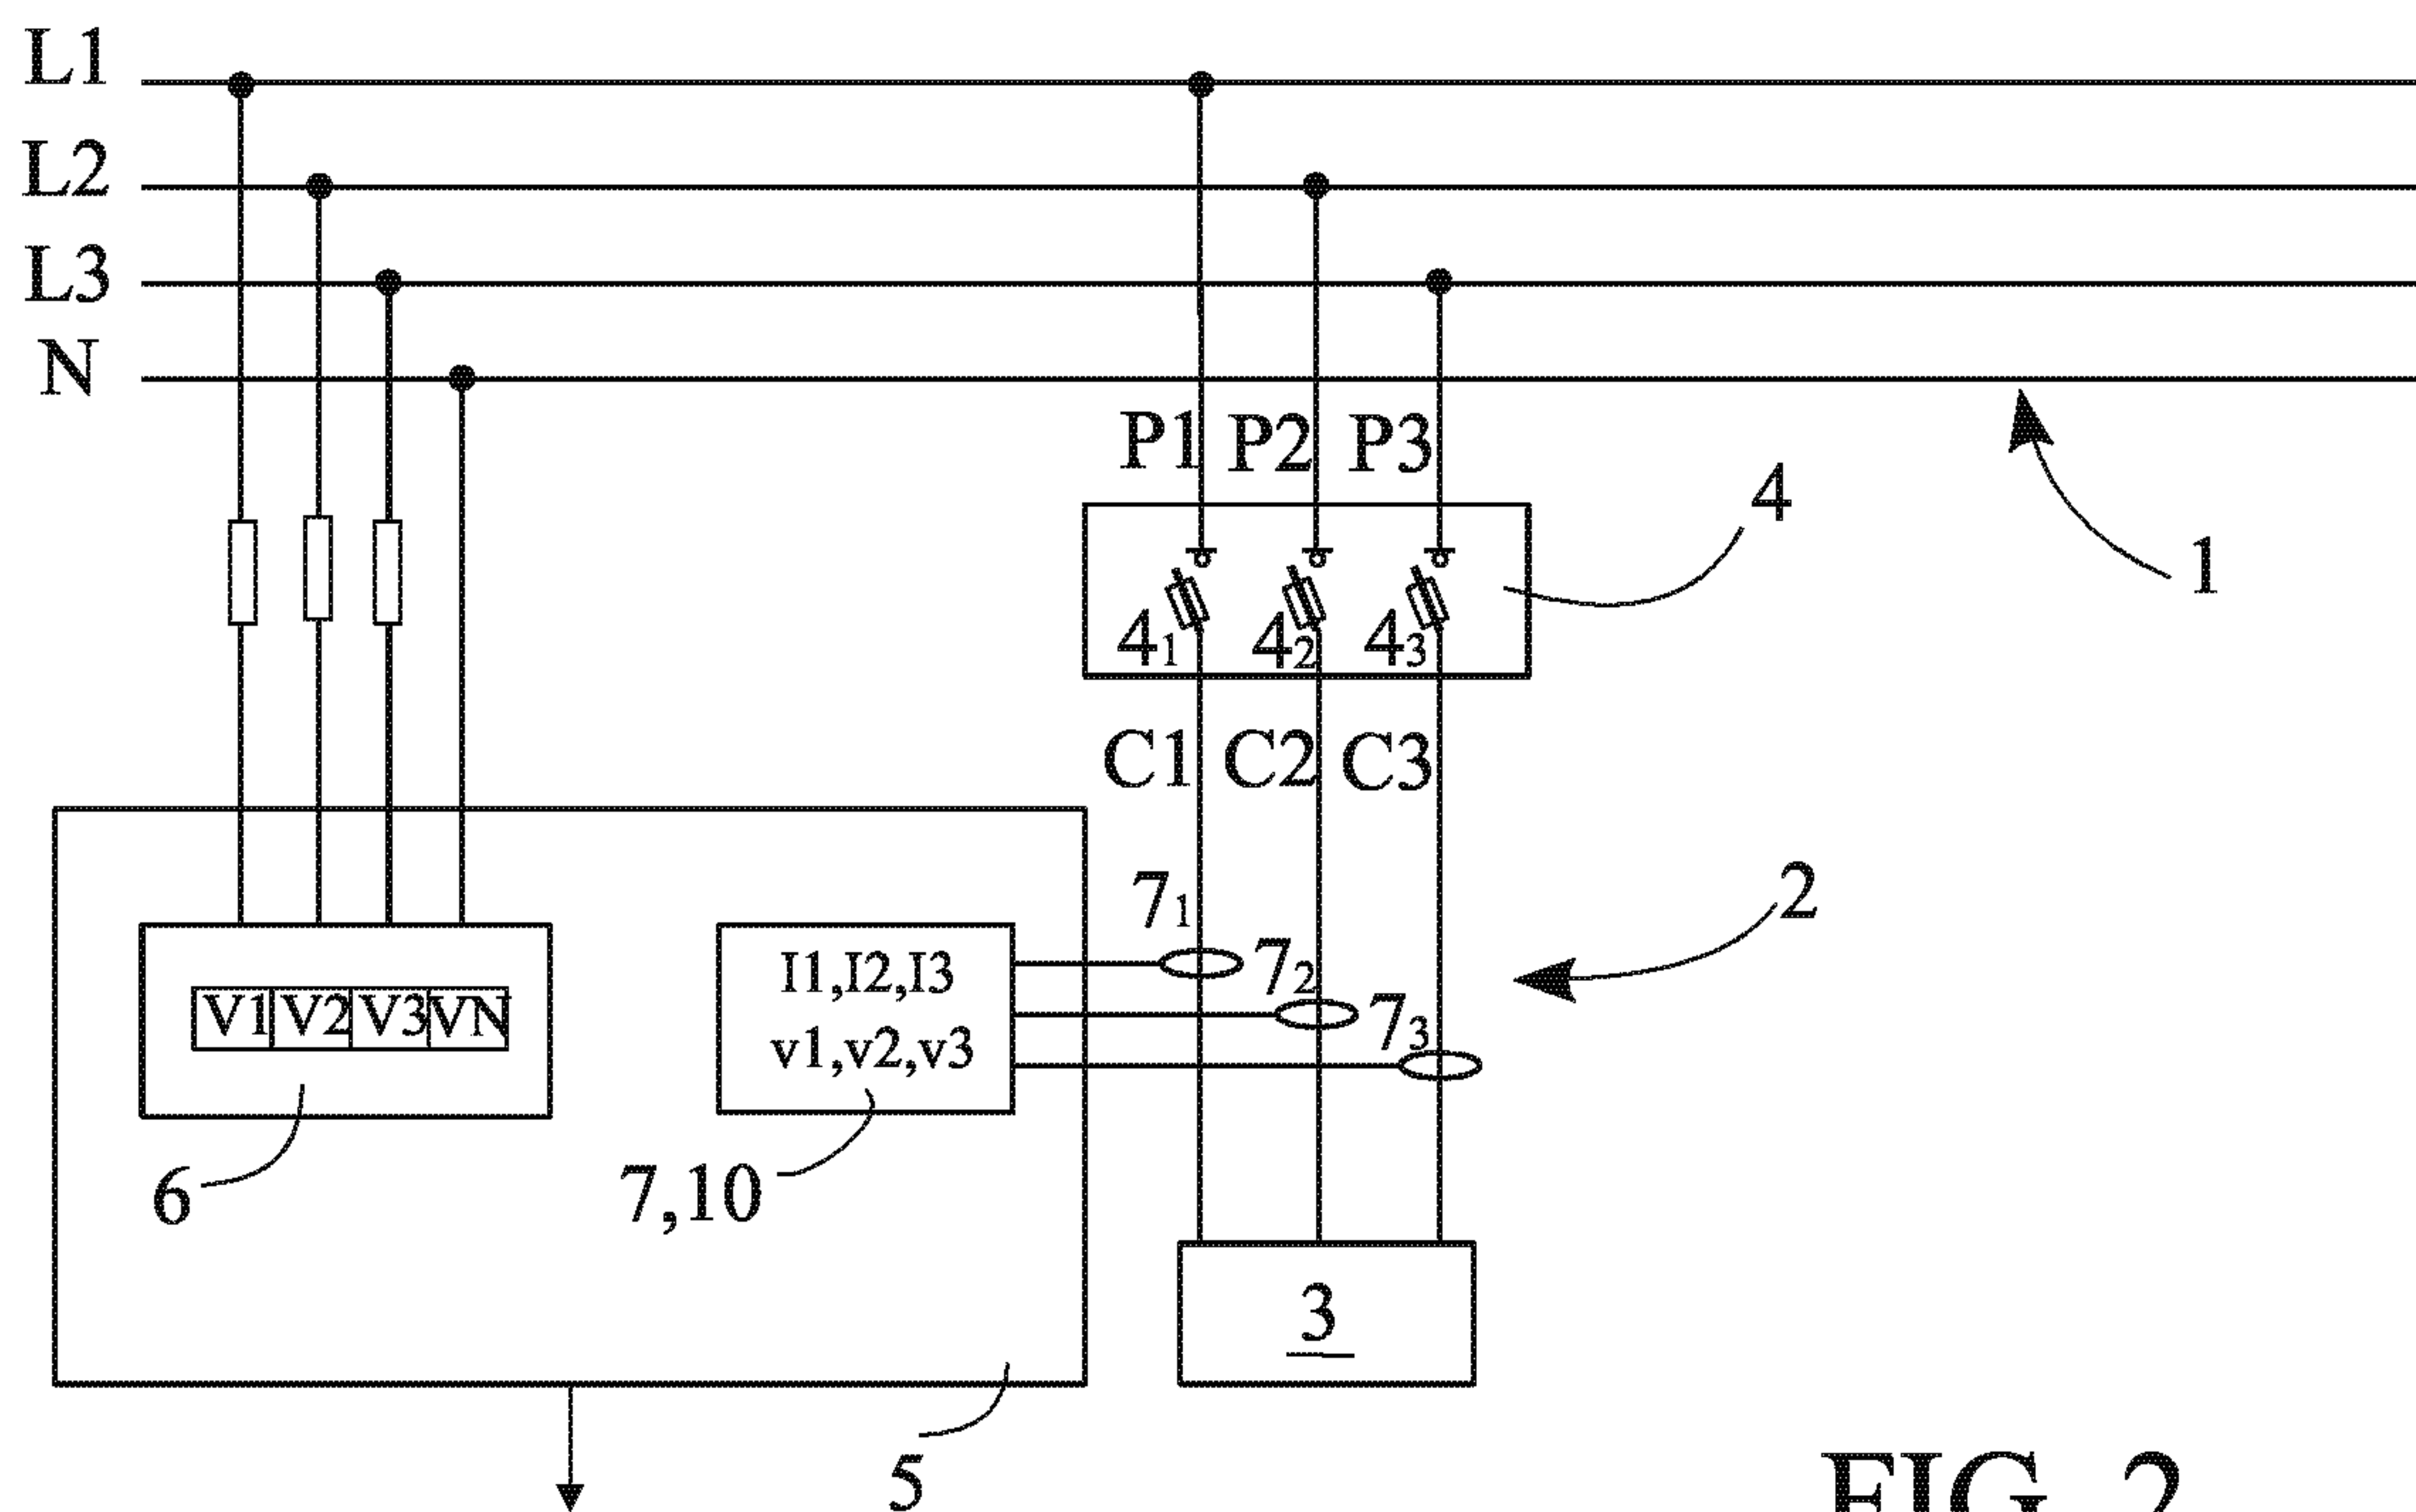 L1
L2
L3
N
P1 P2 P3
4
1
4₁ 4₂ 4₃
C1 C2 C3
7₁
2
7₂
I1,I2,I3
7₃
V1 V2 V3 VN
v1,v2,v3
6
7,10
3
5
FIG. 2